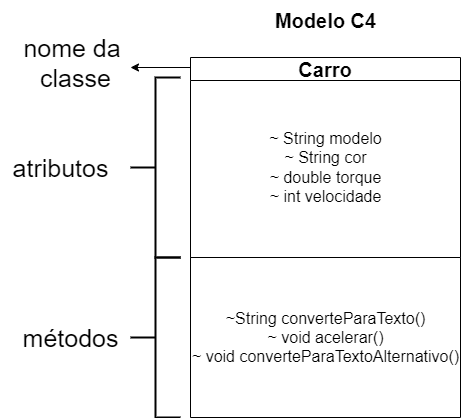 Modelo C4
nome da
classe
Carro
atributos
~ String modelo
~ String cor
~ double torque
~ int velocidade
métodos
~String converteParaTexto()
~ void acelerar()
~ void converteParaTextoAlternativo()